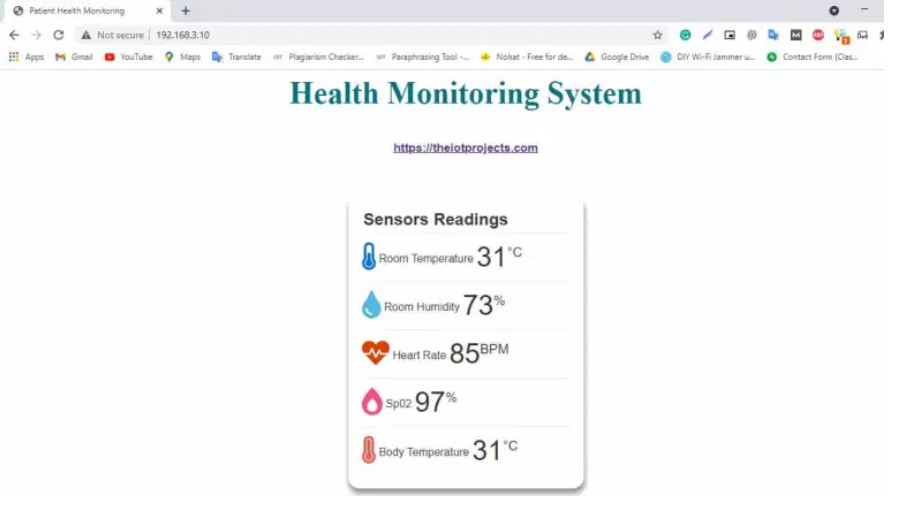 Patient Health Monitoring
Not secure | 192.168.3.10
Apps Gmail YouTube Maps Translate Plagiarism Checker... Paraphrasing Tool -... Nohat - Free for de... Google Drive DIY Wi-Fi Jammer u... Contact Form (Clas...
Health Monitoring System
https://theiotprojects.com
Sensors Readings
Room Temperature 31°C
Room Humidity 73%
Heart Rate 85BPM
Sp02 97%
Body Temperature 31°C